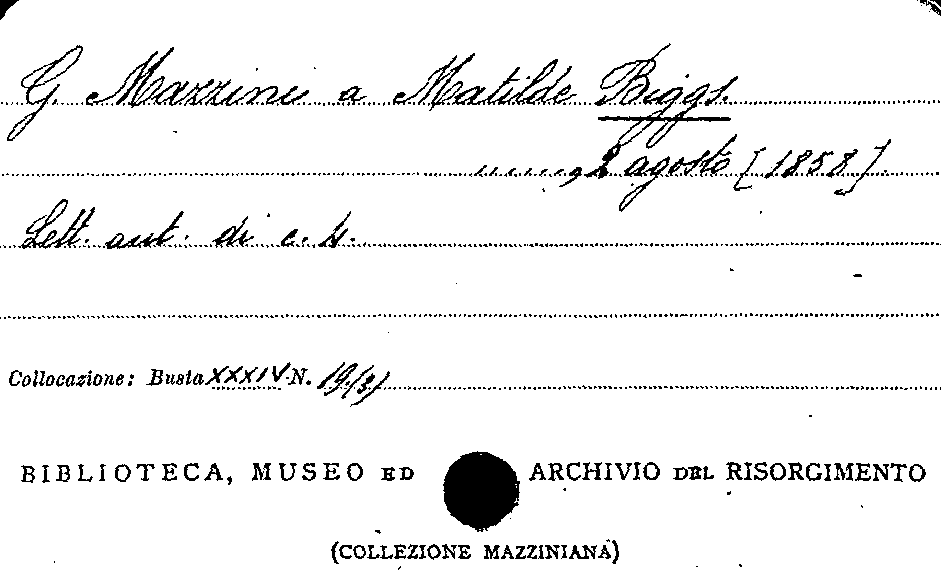 G. Mazzini a Matilde Biggs.
......, 2 agosto [1858].
Lett. aut. di c. 4.
Collocazione: Busta XXXIV N. 19/3/
BIBLIOTECA, MUSEO ED ARCHIVIO DEL RISORGIMENTO
(COLLEZIONE MAZZINIANA)